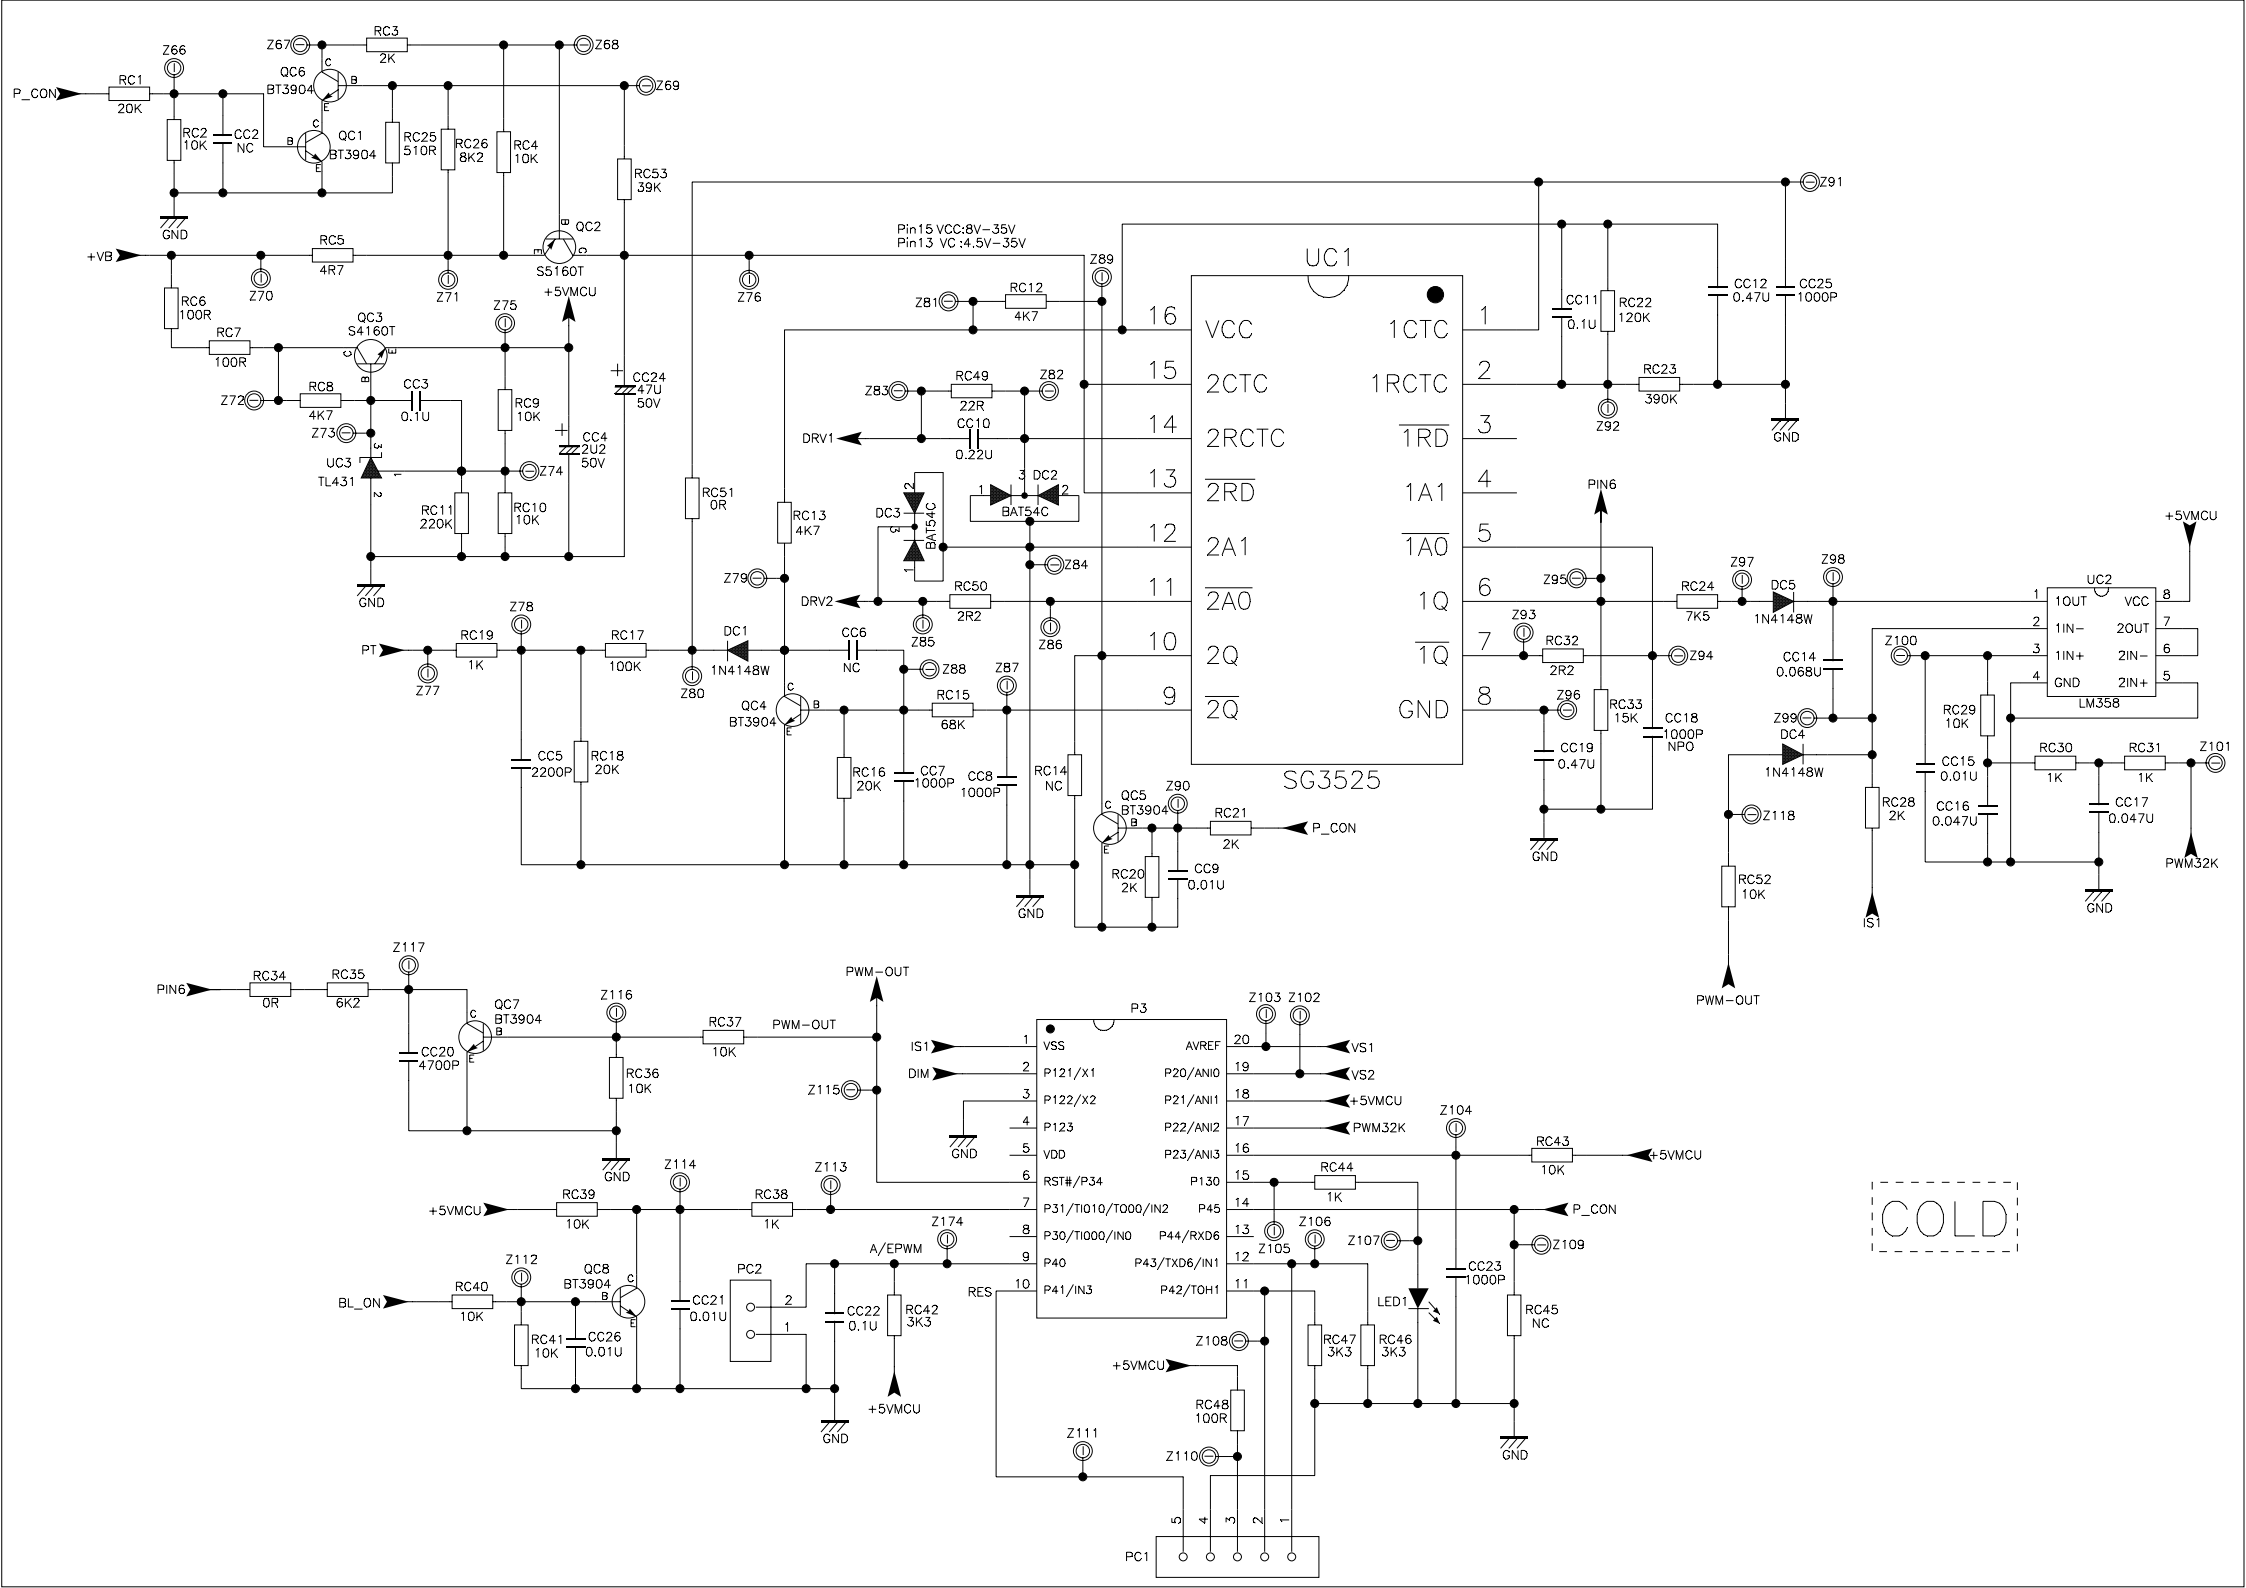 Z66
P_CON
RC1
20K
RC2
10K
CC2
NC
GND
Z67
RC3
2K
Z68
QC6
BT3904
C
B
E
Z69
C
QC1
B
BT3904
E
RC25
510R
RC26
8K2
RC4
10K
RC53
39K
B
QC2
E
C
S5160T
+VB
RC5
4R7
Z70
Z71
Z76
RC6
100R
RC7
100R
QC3
S4160T
C
E
B
Z75
+5VMCU
Z72
RC8
4K7
CC3
0.1U
RC9
10K
Z73
UC3
TL431
3
1
2
Z74
RC11
220K
RC10
10K
+
CC4
2U2
50V
+
CC24
47U
50V
GND
Pin15 VCC:8V-35V
Pin13 VC :4.5V-35V
Z91
Z89
Z81
RC12
4K7
Z83
RC49
22R
Z82
DRV1
CC10
0.22U
3
DC2
1
2
BAT54C
DC3
2
3
1
BAT54C
Z84
DRV2
RC50
2R2
Z85
Z86
RC51
0R
RC13
4K7
Z79
PT
Z77
RC19
1K
Z78
RC17
100K
Z80
DC1
1N4148W
CC6
NC
Z88
Z87
C
QC4
BT3904
B
E
RC15
68K
CC5
2200P
RC18
20K
RC16
20K
CC7
1000P
CC8
1000P
RC14
NC
GND
QC5
BT3904
C
B
E
Z90
RC21
2K
P_CON
RC20
2K
CC9
0.01U
UC1
16 VCC 1CTC 1
15 2CTC 1RCTC 2
14 2RCTC 1RD 3
13 2RD 1A1 4
12 2A1 1A0 5
11 2A0 1Q 6
10 2Q 1Q 7
9 2Q GND 8
SG3525
CC11
0.1U
RC22
120K
CC12
0.47U
CC25
1000P
RC23
390K
Z92
GND
PIN6
Z95
Z93
RC32
2R2
Z94
Z96
RC33
15K
CC18
1000P
NPO
CC19
0.47U
GND
RC24
7K5
Z97
DC5
1N4148W
Z98
CC14
0.068U
Z99
DC4
1N4148W
Z118
RC52
10K
PWM-OUT
RC28
2K
IS1
+5VMCU
UC2
1 1OUT VCC 8
2 1IN- 2OUT 7
3 1IN+ 2IN- 6
4 GND 2IN+ 5
LM358
Z100
RC29
10K
CC15
0.01U
CC16
0.047U
RC30
1K
RC31
1K
Z101
CC17
0.047U
PWM32K
GND
PIN6
RC34
0R
RC35
6K2
Z117
QC7
BT3904
C
B
E
CC20
4700P
Z116
RC37
10K
PWM-OUT
PWM-OUT
RC36
10K
Z115
GND
P3
IS1 1 VSS AVREF 20 VS1
DIM 2 P121/X1 P20/ANI0 19 VS2
3 P122/X2 P21/ANI1 18 +5VMCU
4 P123 P22/ANI2 17 PWM32K
5 VDD P23/ANI3 16
6 RST#/P34 P130 15
7 P31/TI010/TO00/IN2 P45 14 P_CON
8 P30/TI000/IN0 P44/RXD6 13
9 P40 P43/TXD6/IN1 12
RES 10 P41/IN3 P42/TOH1 11
GND
Z103
Z102
Z104
RC43
10K
+5VMCU
RC44
1K
Z105
Z106
Z107
Z109
LED1
CC23
1000P
RC45
NC
Z108
RC47
3K3
RC46
3K3
GND
+5VMCU
RC39
10K
Z114
RC38
1K
Z113
Z174
A/EPWM
Z112
QC8
BT3904
C
B
E
BL_ON
RC40
10K
RC41
10K
CC26
0.01U
CC21
0.01U
PC2
2
1
CC22
0.1U
RC42
3K3
+5VMCU
GND
+5VMCU
RC48
100R
Z110
Z111
5
4
3
2
1
PC1
COLD